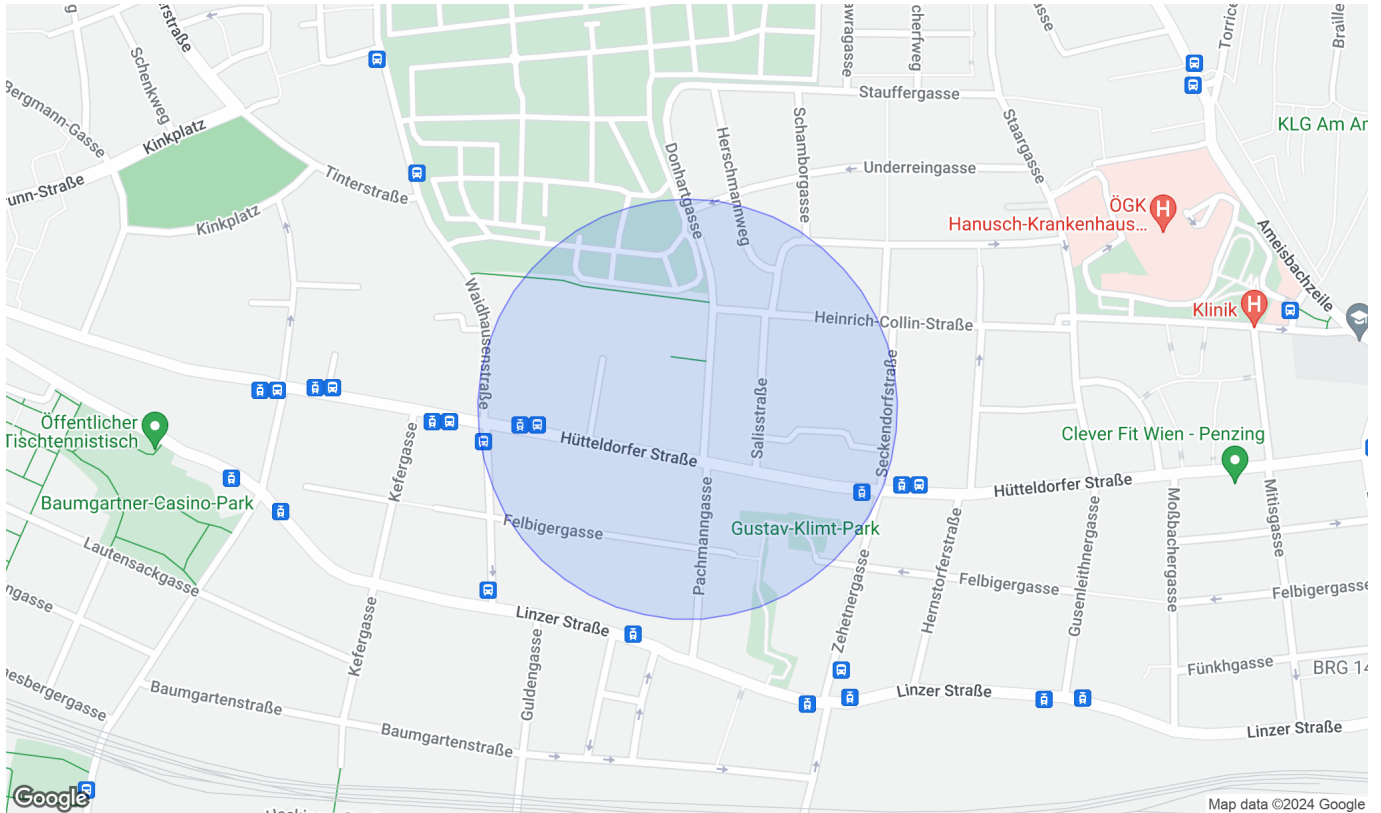 Schenkweg
Bergmann-Gasse
Kinkplatz
Tinterstraße
Kinkplatz
Stauffergasse
Underreingasse
Herschmannweg
Donhartgasse
Schamborgasse
Staargasse
ÖGK
Hanusch-Krankenhaus...
KLG Am Ar
Ameisbachzeile
Klinik
Waidhausenstraße
Heinrich-Collin-Straße
Salisstraße
Seckendorfstraße
Öffentlicher
Tischtennistisch
Baumgartner-Casino-Park
Kefergasse
Hütteldorfer Straße
Clever Fit Wien - Penzing
Hütteldorfer Straße
Felbigergasse
Pachmanngasse
Gustav-Klimt-Park
Zehetnergasse
Hernstorferstraße
Gusenleithnergasse
Moßbachergasse
Mitisgasse
Felbigergasse
Felbigergasse
Lautensackgasse
Kefergasse
Linzer Straße
Guldengasse
Fünkhgasse
BRG 14
Baumgartenstraße
Baumgartenstraße
Linzer Straße
Linzer Straße
Google
Map data ©2024 Google